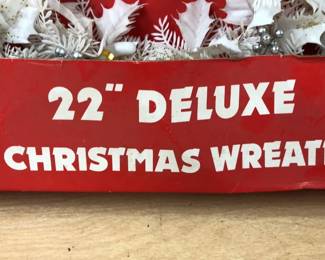 22" DELUXE
CHRISTMAS WREAT